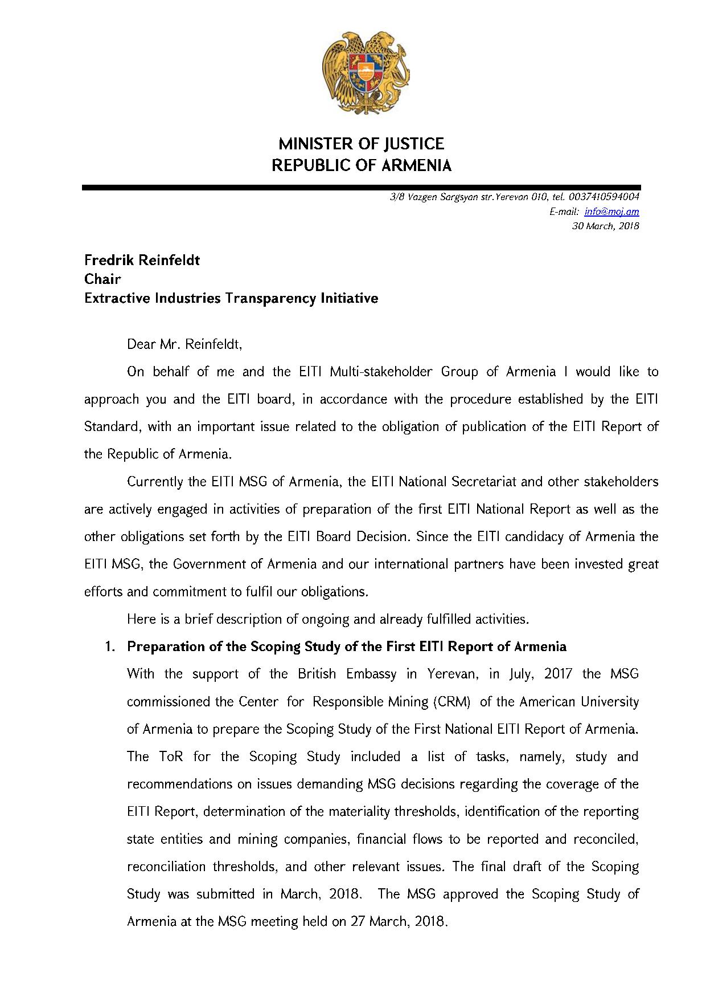 MINISTER OF JUSTICE
REPUBLIC OF ARMENIA
3/8 Vazgen Sargsyan str.Yerevan 010, tel. 0037410594004
E-mail: info@moj.am
30 March, 2018
Fredrik Reinfeldt
Chair
Extractive Industries Transparency Initiative
Dear Mr. Reinfeldt,
On behalf of me and the EITI Multi-stakeholder Group of Armenia I would like to
approach you and the EITI board, in accordance with the procedure established by the EITI
Standard, with an important issue related to the obligation of publication of the EITI Report of
the Republic of Armenia.
Currently the EITI MSG of Armenia, the EITI National Secretariat and other stakeholders
are actively engaged in activities of preparation of the first EITI National Report as well as the
other obligations set forth by the EITI Board Decision. Since the EITI candidacy of Armenia the
EITI MSG, the Government of Armenia and our international partners have been invested great
efforts and commitment to fulfil our obligations.
Here is a brief description of ongoing and already fulfilled activities.
1. Preparation of the Scoping Study of the First EITI Report of Armenia
With the support of the British Embassy in Yerevan, in July, 2017 the MSG
commissioned the Center for Responsible Mining (CRM) of the American University
of Armenia to prepare the Scoping Study of the First National EITI Report of Armenia.
The ToR for the Scoping Study included a list of tasks, namely, study and
recommendations on issues demanding MSG decisions regarding the coverage of the
EITI Report, determination of the materiality thresholds, identification of the reporting
state entities and mining companies, financial flows to be reported and reconciled,
reconciliation thresholds, and other relevant issues. The final draft of the Scoping
Study was submitted in March, 2018. The MSG approved the Scoping Study of
Armenia at the MSG meeting held on 27 March, 2018.